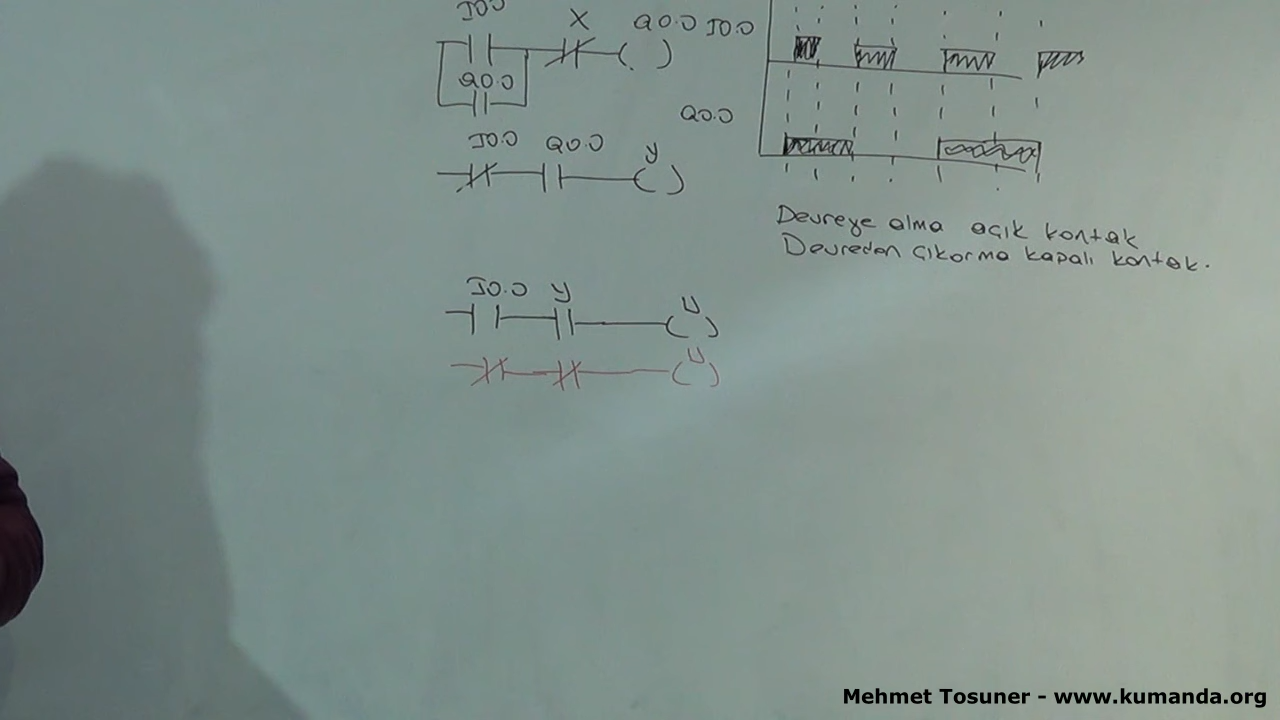 I0.0
X Q0.0 I0.0
Q0.0
Q0.0
I0.0 Q0.0 y
Devreye alma açık kontak
Devreden çıkarma kapalı kontak.
I0.0 y U
U
Mehmet Tosuner - www.kumanda.org